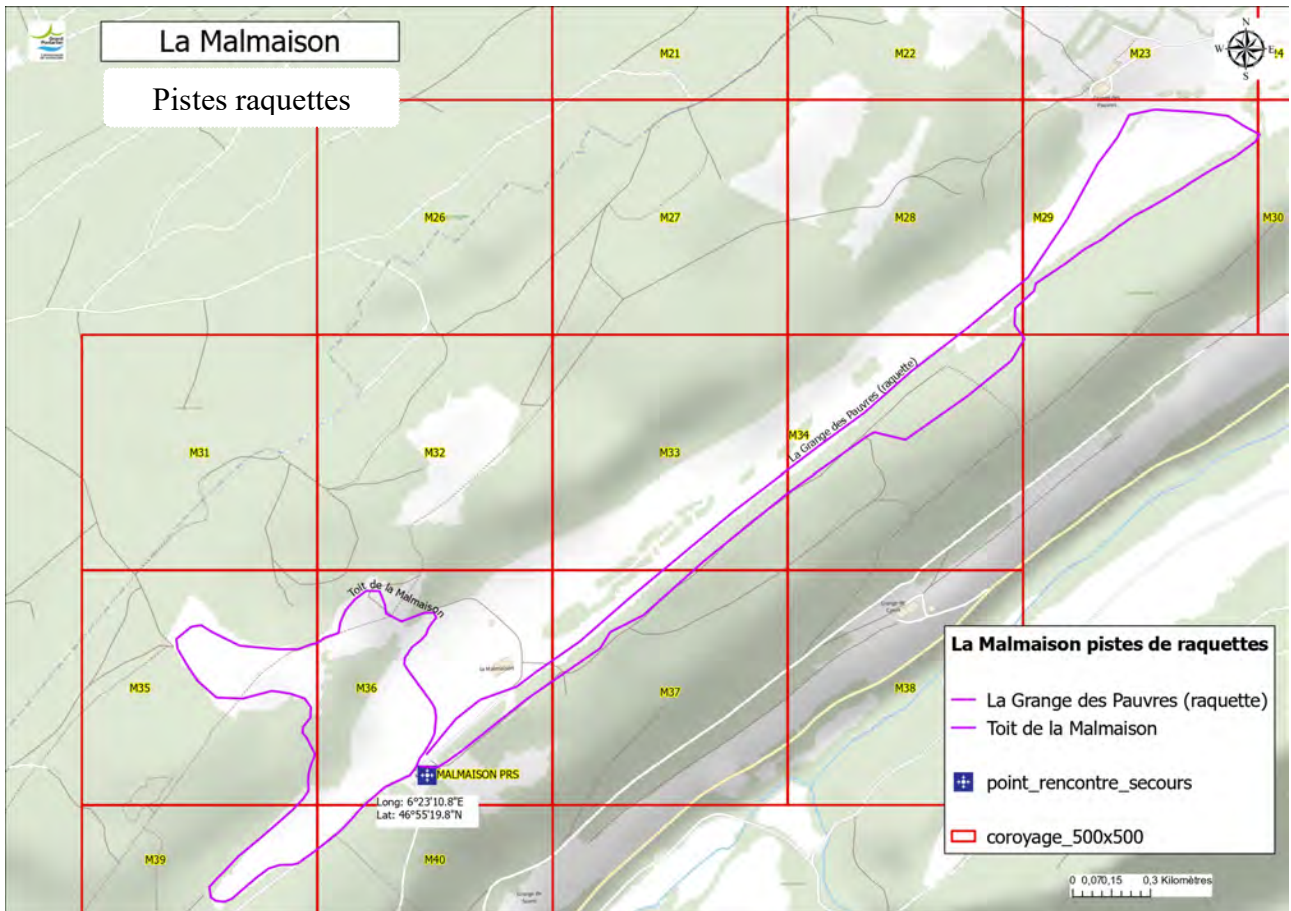 La Malmaison
Pistes raquettes
N
W
E
S
M21
M22
M23
M26
M27
M28
M29
M30
La Grange des Pauvres (raquette)
M31
M32
M33
M34
Toit de la Malmaison
la Malmaison
M35
M36
M37
M38
MALMAISON PRS
Long: 6°23'10.8"E
Lat: 46°55'19.8"N
M39
M40
La Malmaison pistes de raquettes
La Grange des Pauvres (raquette)
Toit de la Malmaison
point_rencontre_secours
coroyage_500x500
0 0,070,15 0,3 Kilomètres